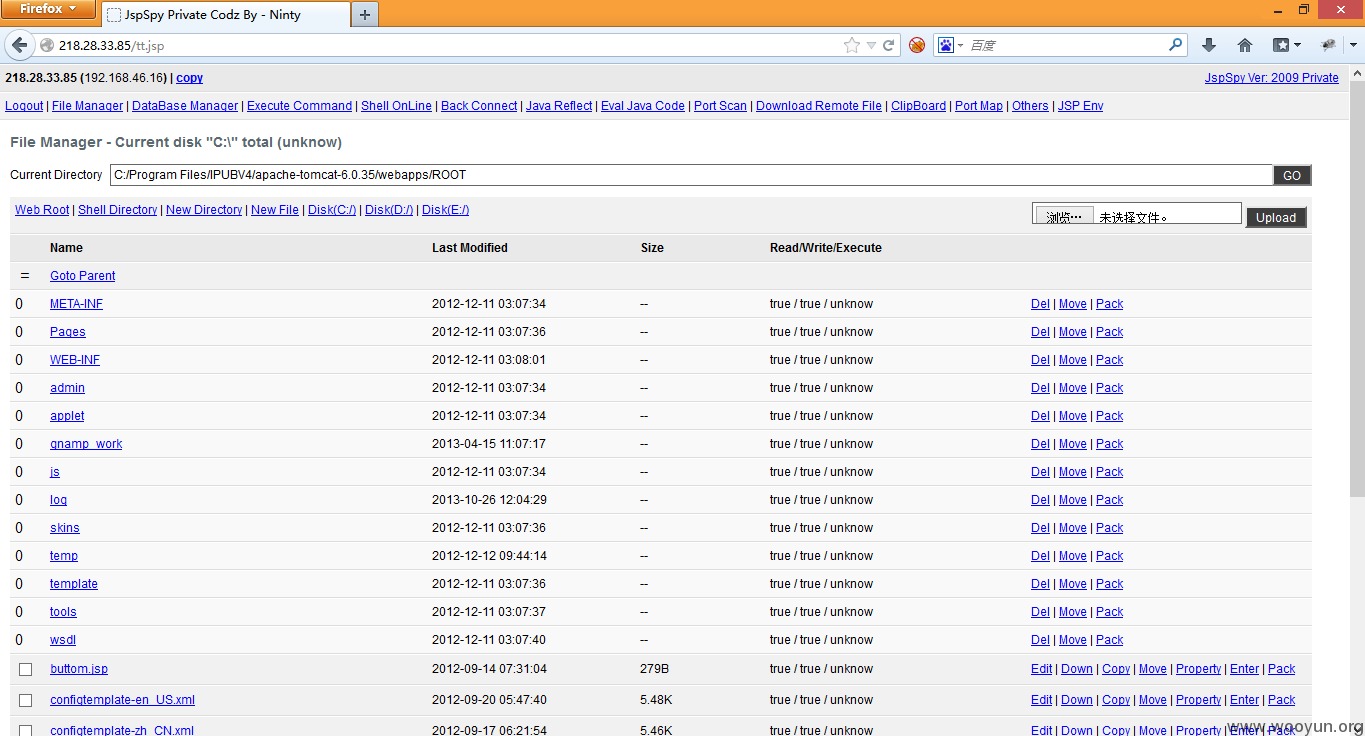 Firefox
JspSpy Private Codz By - Ninty
218.28.33.85/tt.jsp
百度
218.28.33.85 (192.168.46.16) | copy
JspSpy Ver: 2009 Private
Logout | File Manager | DataBase Manager | Execute Command | Shell OnLine | Back Connect | Java Reflect | Eval Java Code | Port Scan | Download Remote File | ClipBoard | Port Map | Others | JSP Env
File Manager - Current disk "C:\" total (unknow)
Current Directory C:/Program Files/IPUBV4/apache-tomcat-6.0.35/webapps/ROOT GO
Web Root | Shell Directory | New Directory | New File | Disk(C:/) | Disk(D:/) | Disk(E:/)
浏览… 未选择文件。 Upload
Name Last Modified Size Read/Write/Execute
= Goto Parent
0 META-INF 2012-12-11 03:07:34 -- true / true / unknow Del | Move | Pack
0 Pages 2012-12-11 03:07:36 -- true / true / unknow Del | Move | Pack
0 WEB-INF 2012-12-11 03:08:01 -- true / true / unknow Del | Move | Pack
0 admin 2012-12-11 03:07:34 -- true / true / unknow Del | Move | Pack
0 applet 2012-12-11 03:07:34 -- true / true / unknow Del | Move | Pack
0 qnamp_work 2013-04-15 11:07:17 -- true / true / unknow Del | Move | Pack
0 js 2012-12-11 03:07:34 -- true / true / unknow Del | Move | Pack
0 log 2013-10-26 12:04:29 -- true / true / unknow Del | Move | Pack
0 skins 2012-12-11 03:07:36 -- true / true / unknow Del | Move | Pack
0 temp 2012-12-12 09:44:14 -- true / true / unknow Del | Move | Pack
0 template 2012-12-11 03:07:36 -- true / true / unknow Del | Move | Pack
0 tools 2012-12-11 03:07:37 -- true / true / unknow Del | Move | Pack
0 wsdl 2012-12-11 03:07:40 -- true / true / unknow Del | Move | Pack
buttom.jsp 2012-09-14 07:31:04 279B true / true / unknow Edit | Down | Copy | Move | Property | Enter | Pack
configtemplate-en_US.xml 2012-09-20 05:47:40 5.48K true / true / unknow Edit | Down | Copy | Move | Property | Enter | Pack
configtemplate-zh_CN.xml 2012-09-17 06:21:54 5.46K true / true / unknow Edit | Down | Copy | Move | Property | Enter | Pack
www.wooyun.org